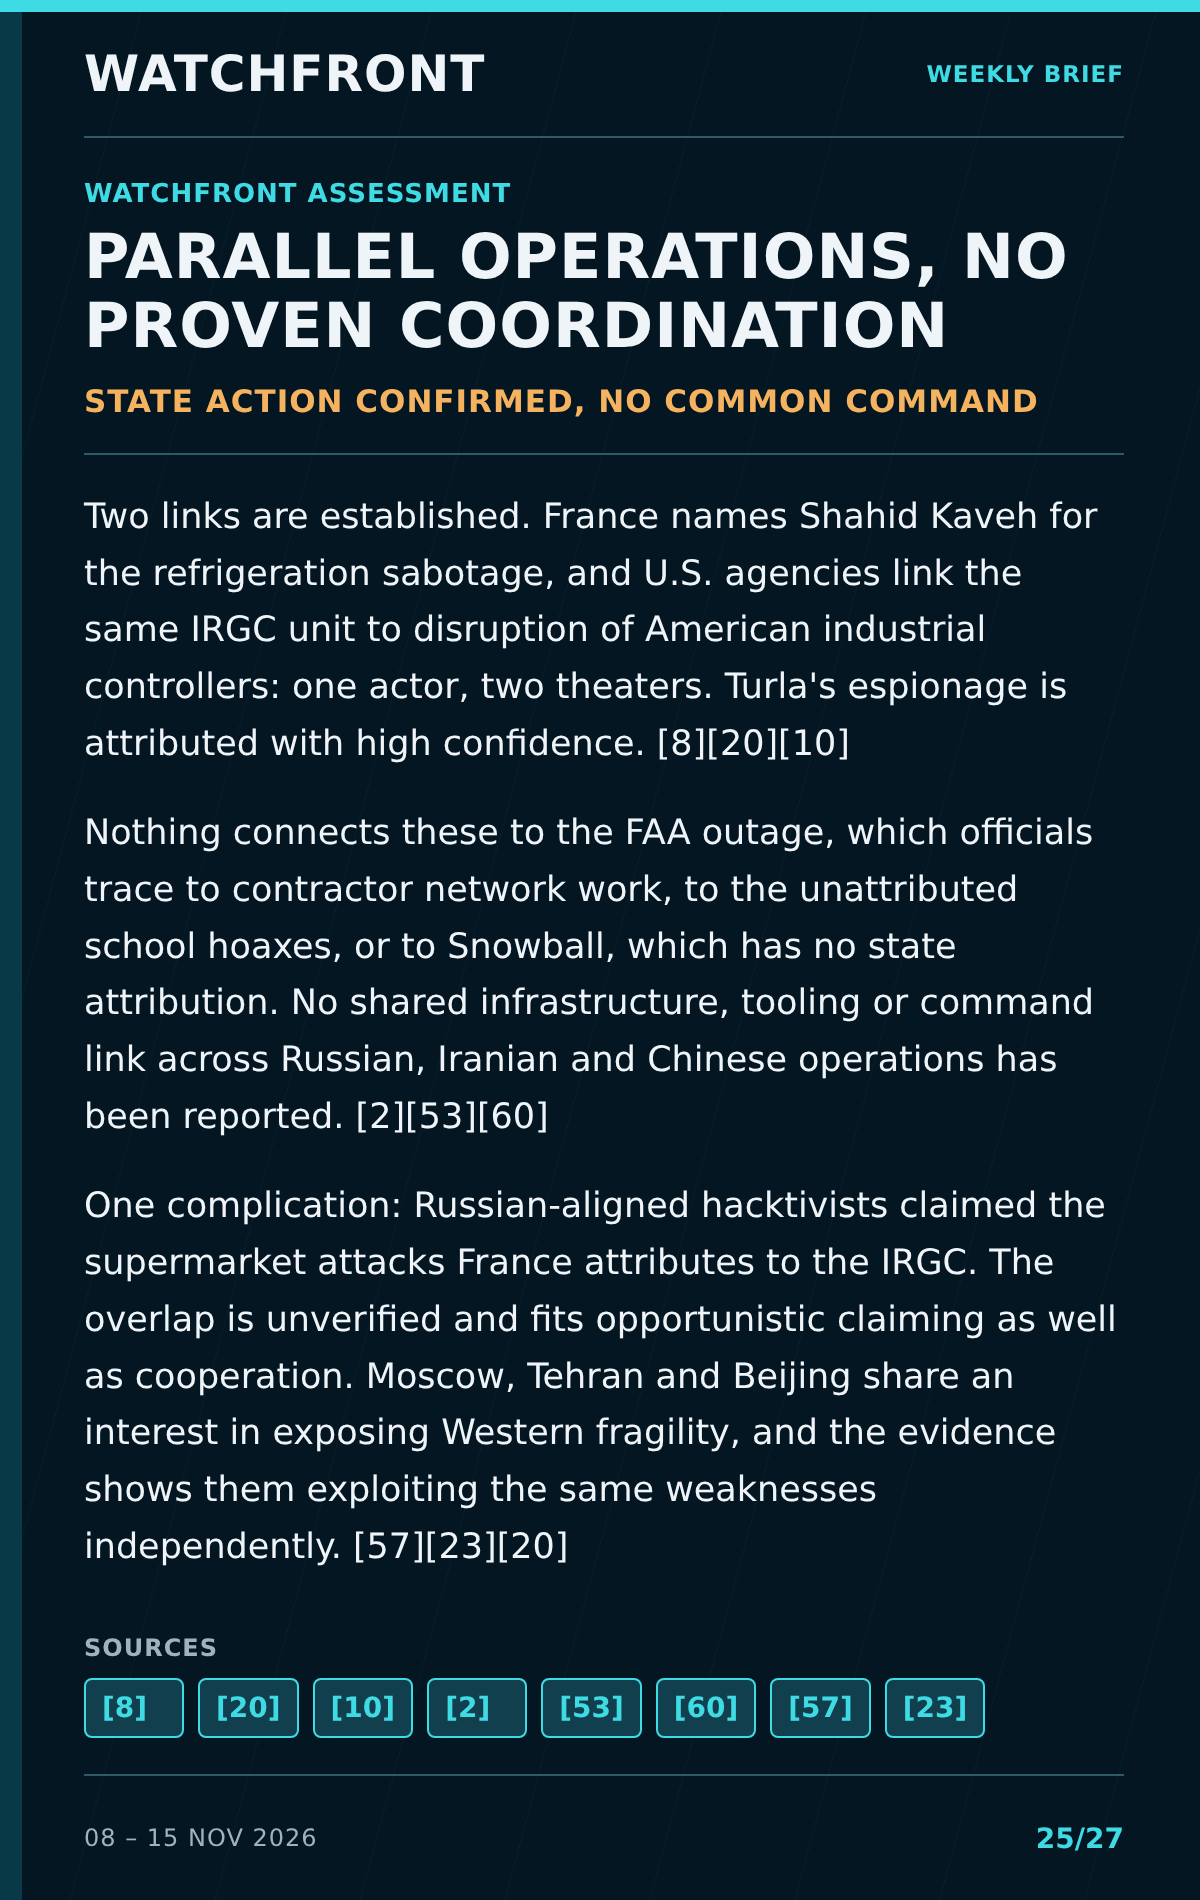 WATCHFRONT
WEEKLY BRIEF
WATCHFRONT ASSESSMENT
PARALLEL OPERATIONS, NO
PROVEN COORDINATION
STATE ACTION CONFIRMED, NO COMMON COMMAND
Two links are established. France names Shahid Kaveh for
the refrigeration sabotage, and U.S. agencies link the
same IRGC unit to disruption of American industrial
controllers: one actor, two theaters. Turla's espionage is
attributed with high confidence. [8][20][10]
Nothing connects these to the FAA outage, which officials
trace to contractor network work, to the unattributed
school hoaxes, or to Snowball, which has no state
attribution. No shared infrastructure, tooling or command
link across Russian, Iranian and Chinese operations has
been reported. [2][53][60]
One complication: Russian-aligned hacktivists claimed the
supermarket attacks France attributes to the IRGC. The
overlap is unverified and fits opportunistic claiming as well
as cooperation. Moscow, Tehran and Beijing share an
interest in exposing Western fragility, and the evidence
shows them exploiting the same weaknesses
independently. [57][23][20]
SOURCES
[8] [20] [10] [2] [53] [60] [57] [23]
08 – 15 NOV 2026
25/27